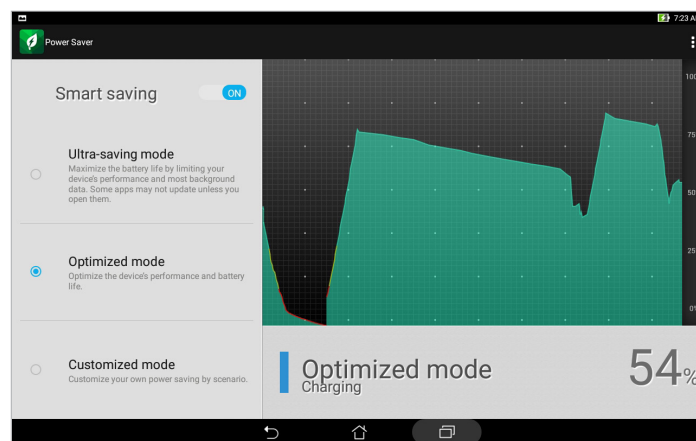 7:23 A
Power Saver
Smart saving
ON
Ultra-saving mode
Maximize the battery life by limiting your
device's performance and most background
data. Some apps may not update unless you
open them.
Optimized mode
Optimize the device's performance and battery
life.
Customized mode
Customize your own power saving by scenario.
100
75
50
25
0%
Optimized mode
Charging
54%